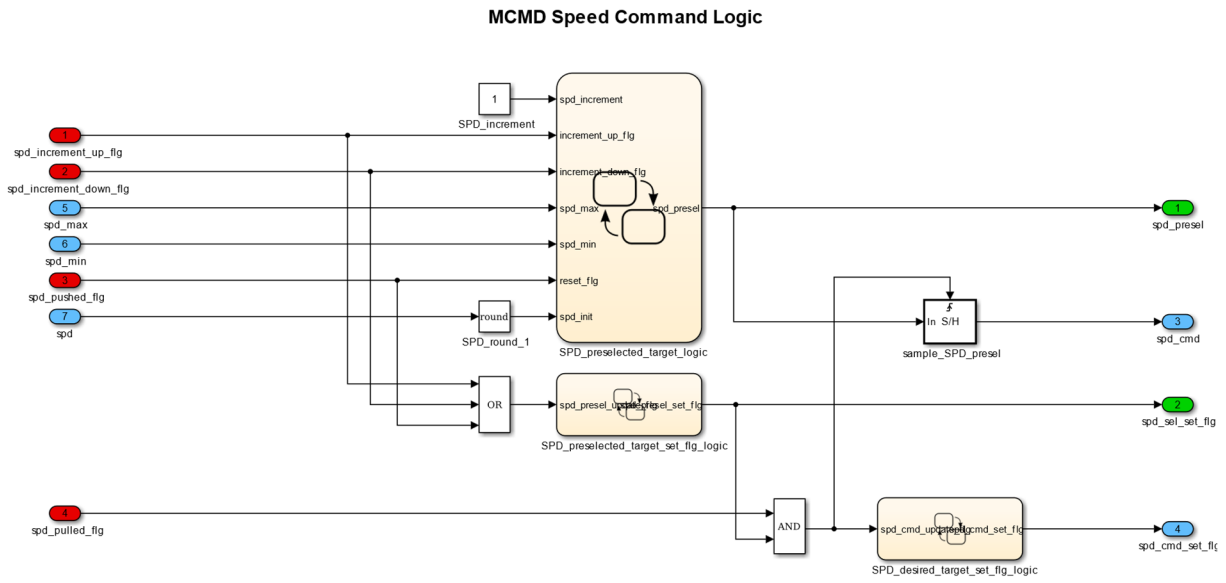 MCMD Speed Command Logic
1
SPD_increment
spd_increment
1
spd_increment_up_flg
increment_up_flg
2
spd_increment_down_flg
increment_down_flg
5
spd_max
spd_max
spd_presel
1
spd_presel
6
spd_min
spd_min
3
spd_pushed_flg
reset_flg
7
spd
round
SPD_round_1
spd_init
SPD_preselected_target_logic
In S/H
sample_SPD_presel
3
spd_cmd
OR
SPD_preselected_target_set_flg_logic
2
spd_sel_set_flg
4
spd_pulled_flg
AND
SPD_desired_target_set_flg_logic
4
spd_cmd_set_flg